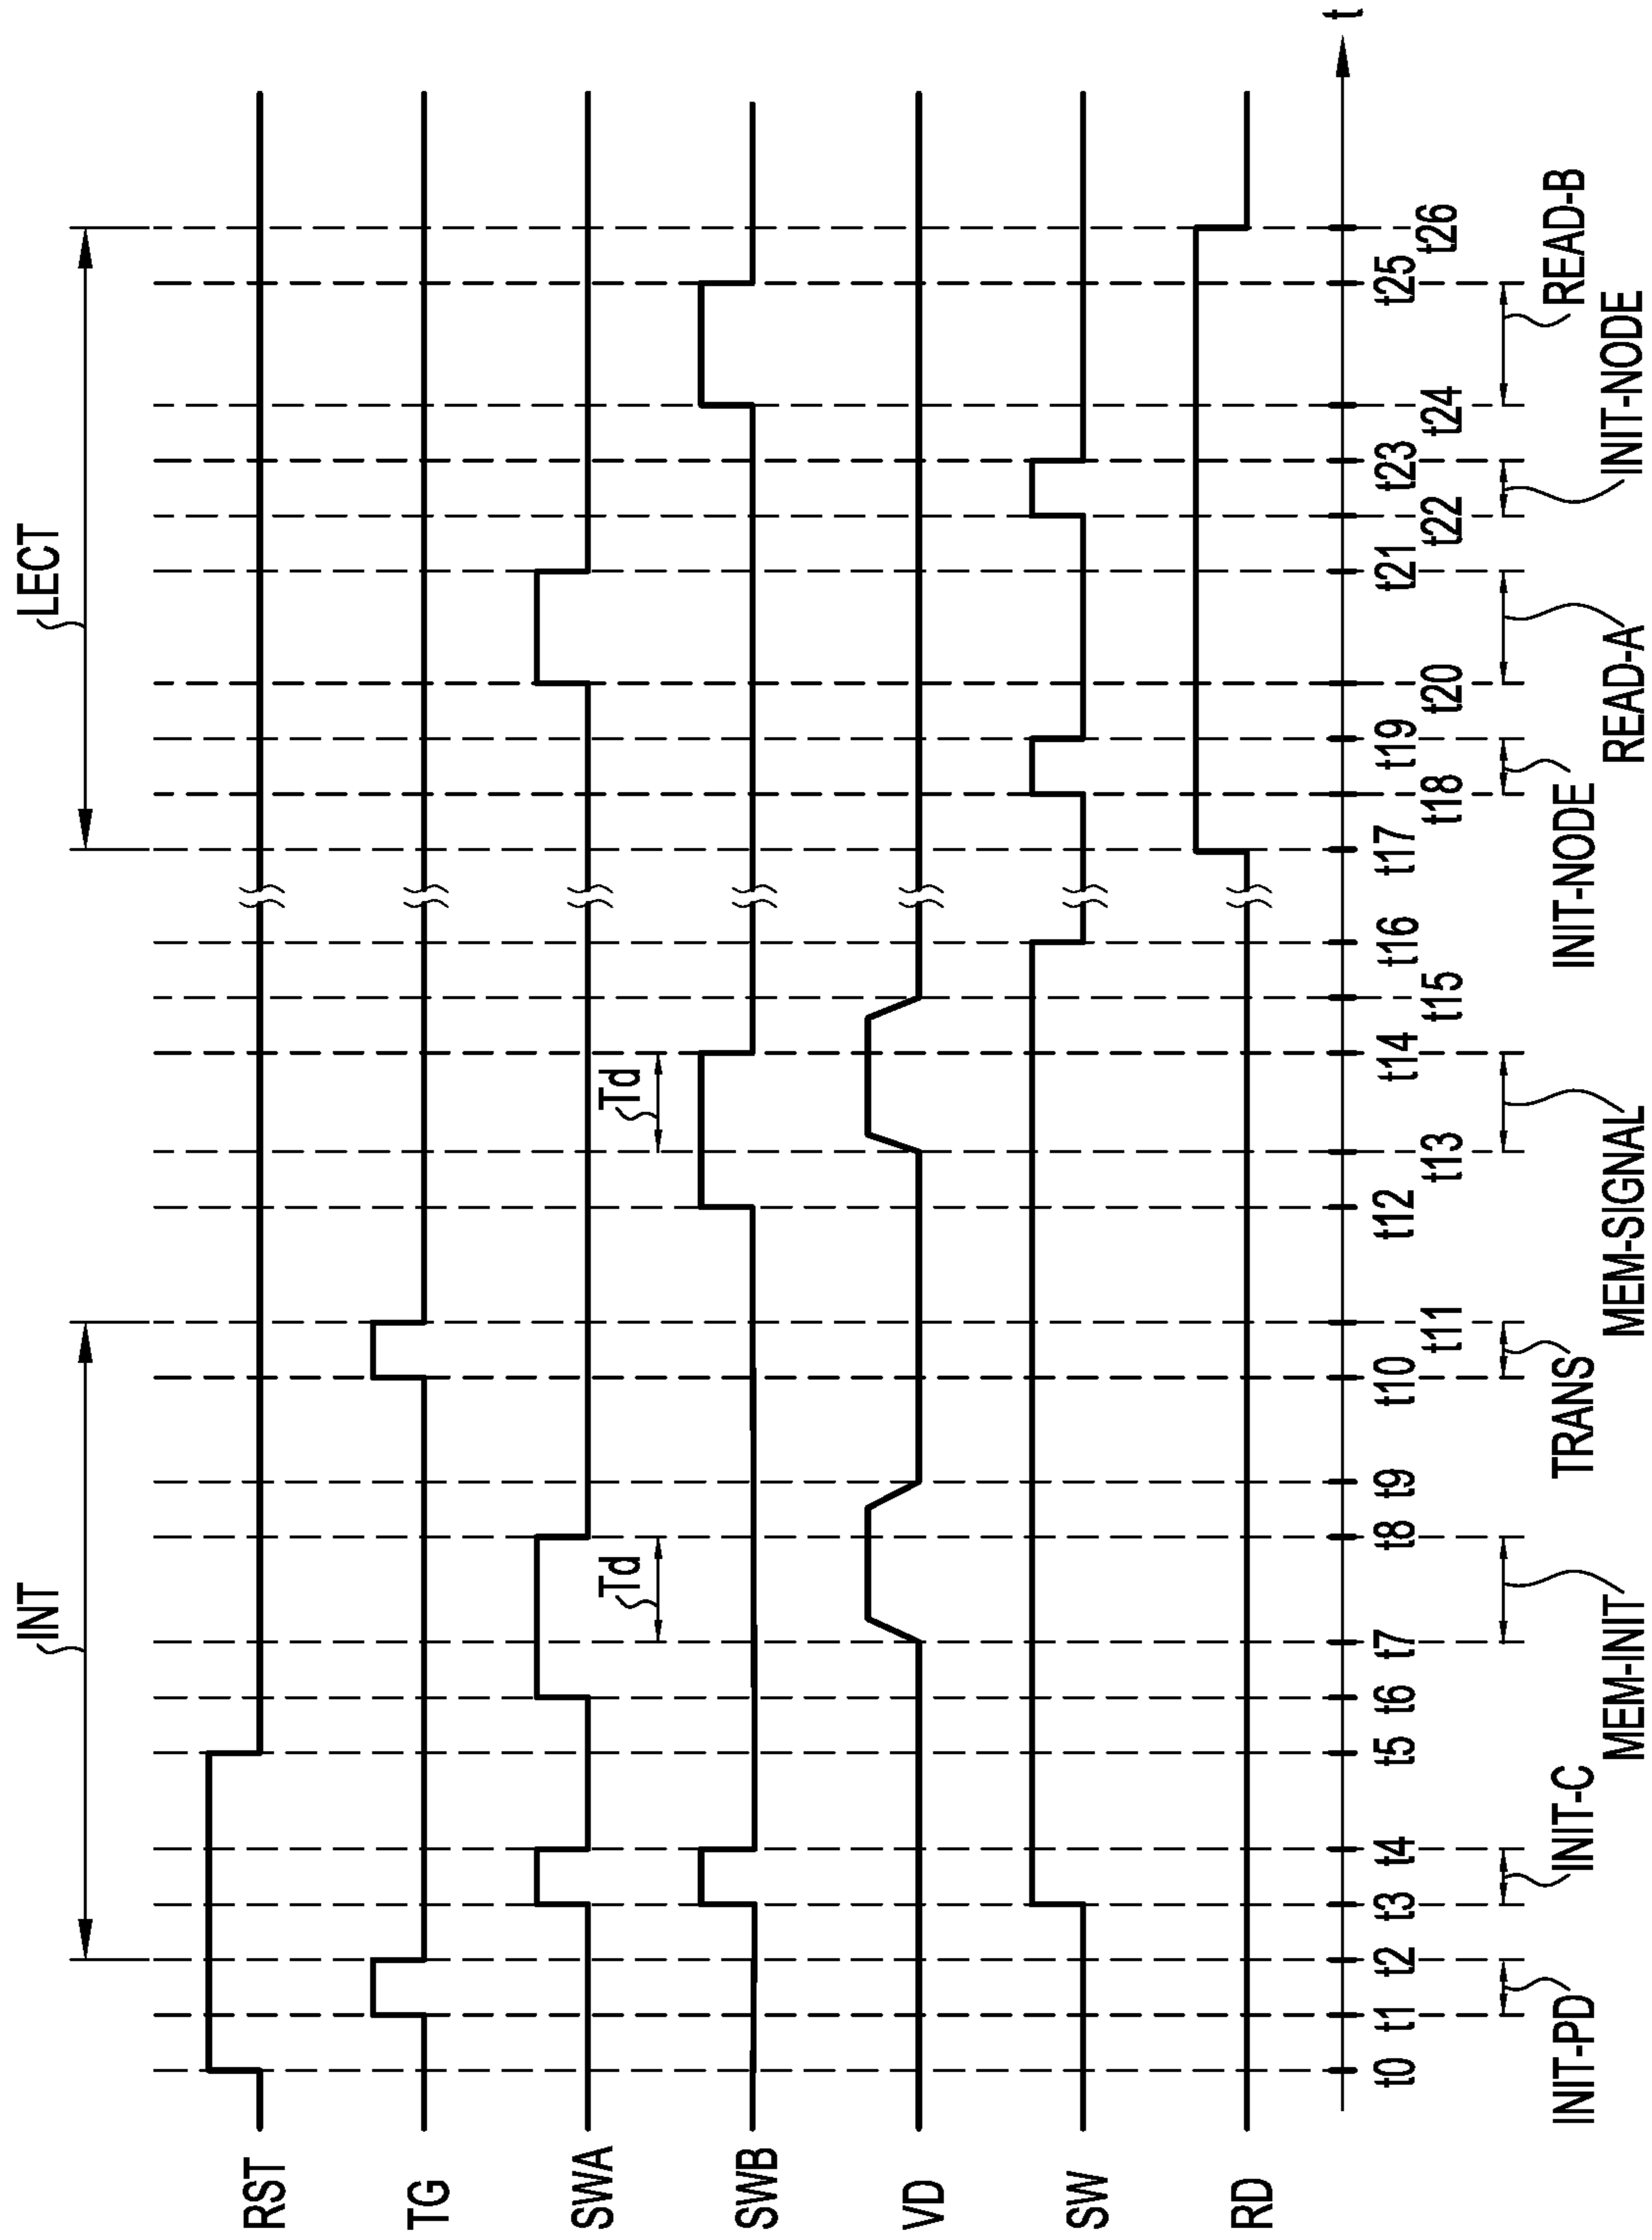 INT
LECT
RST
TG
SWA
Td
Td
SWB
VD
SW
RD
t
t0
t1
t2
t3
t4
t5
t6
t7
t8
t9
t10
t11
t12
t13
t14
t15
t16
t17
t18
t19
t20
t21
t22
t23
t24
t25
t26
INIT-PD
INIT-C
MEM-INIT
TRANS
MEM-SIGNAL
INIT-NODE
READ-A
INIT-NODE
READ-B